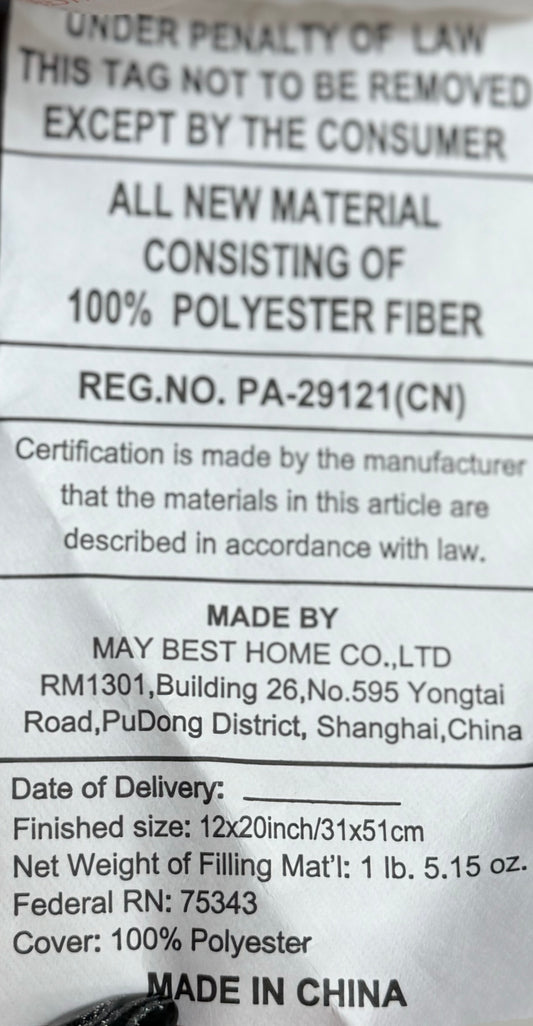 UNDER PENALTY OF LAW
THIS TAG NOT TO BE REMOVED
EXCEPT BY THE CONSUMER
ALL NEW MATERIAL
CONSISTING OF
100% POLYESTER FIBER
REG.NO. PA-29121(CN)
Certification is made by the manufacturer
that the materials in this article are
described in accordance with law.
MADE BY
MAY BEST HOME CO.,LTD
RM1301,Building 26,No.595 Yongtai
Road,PuDong District, Shanghai,China
Date of Delivery:
Finished size: 12x20inch/31x51cm
Net Weight of Filling Mat'l: 1 lb. 5.15 oz.
Federal RN: 75343
Cover: 100% Polyester
MADE IN CHINA